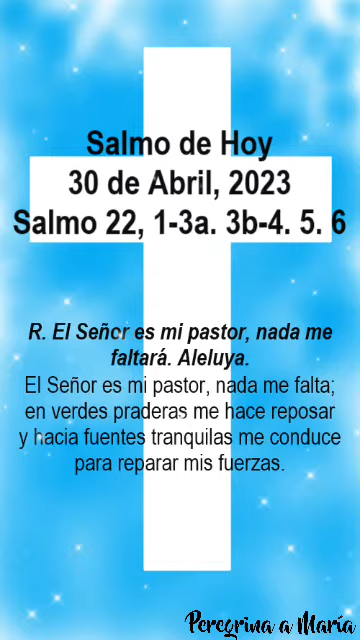 Salmo de Hoy
30 de Abril, 2023
Salmo 22, 1-3a. 3b-4. 5. 6
R. El Señor es mi pastor, nada me
faltará. Aleluya.
El Señor es mi pastor, nada me falta;
en verdes praderas me hace reposar
y hacia fuentes tranquilas me conduce
para reparar mis fuerzas.
Peregrina a María